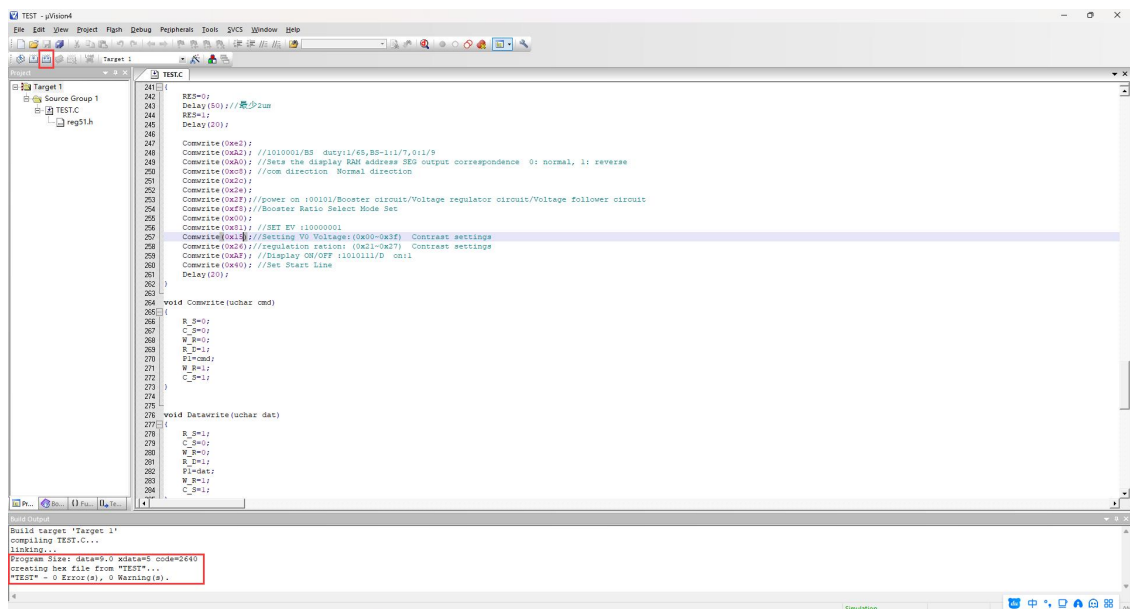 TEST - µVision4
File Edit View Project Flash Debug Peripherals Tools SVCS Window Help
Target 1
Project
TEST.C
Target 1
Source Group 1
TEST.C
reg51.h
241 {
242 RES=0;
243 Delay(50);//最少2us
244 RES=1;
245 Delay(20);
246
247 Comwrite(0xe2);
248 Comwrite(0xA2); //1010001/BS duty:1/65,BS-1:1/7,0:1/9
249 Comwrite(0xA0); //Sets the display RAM address SEG output correspondence 0: normal, 1: reverse
250 Comwrite(0xc8); //com direction Normal direction
251 Comwrite(0x2c);
252 Comwrite(0x2e);
253 Comwrite(0x2F);//power on :00101/Booster circuit/Voltage regulator circuit/Voltage follower circuit
254 Comwrite(0xf8);//Booster Ratio Select Mode Set
255 Comwrite(0x00);
256 Comwrite(0x81); //SET EV :10000001
257 Comwrite(0x15);//Setting V0 Voltage:(0x00-0x3f) Contrast settings
258 Comwrite(0x26);//regulation ration: (0x21-0x27) Contrast settings
259 Comwrite(0xAF); //Display ON/OFF :1010111/D on:1
260 Comwrite(0x40); //Set Start Line
261 Delay(20);
262 }
263
264 void Comwrite(uchar cmd)
265 {
266 R_S=0;
267 C_S=0;
268 W_R=0;
269 R_D=1;
270 P1=cmd;
271 W_R=1;
272 C_S=1;
273 }
274
275
276 void Datawrite(uchar dat)
277 {
278 R_S=1;
279 C_S=0;
280 W_R=0;
281 R_D=1;
282 P1=dat;
283 W_R=1;
284 C_S=1;
Pr... Bo... {} Fu... Te...
Build Output
Build target 'Target 1'
compiling TEST.C...
linking...
Program Size: data=9.0 xdata=5 code=2640
creating hex file from "TEST"...
"TEST" - 0 Error(s), 0 Warning(s).
Simulation
中